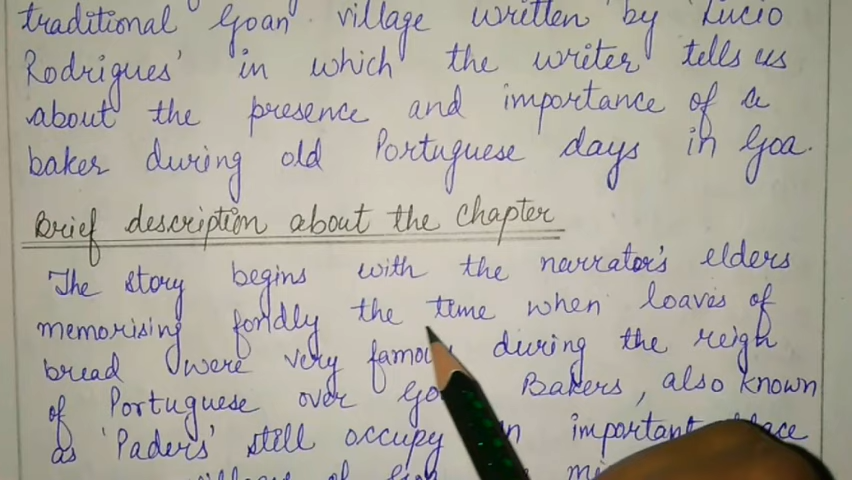 traditional Goan village written by 'Lucio
Rodrigues' in which the writer tells us
about the presence and importance of a
baker during old Portuguese days in Goa.
Brief description about the chapter
The story begins with the narrator's elders
memorising fondly the time when loaves of
bread were very famous during the reign
of Portuguese over Bakers, also known
as 'Paders' still occupy important place
of